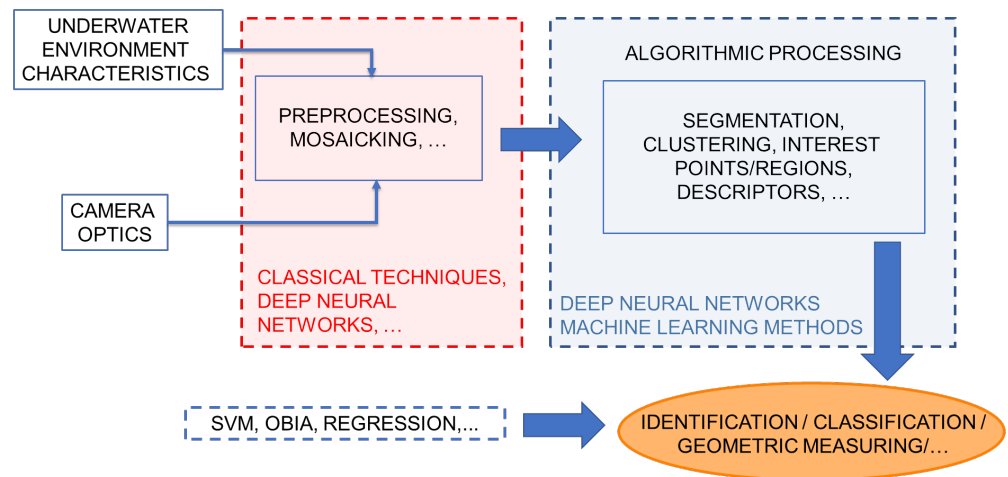 UNDERWATER
ENVIRONMENT
CHARACTERISTICS
CAMERA
OPTICS
PREPROCESSING,
MOSAICKING, …
CLASSICAL TECHNIQUES,
DEEP NEURAL
NETWORKS, …
ALGORITHMIC PROCESSING
SEGMENTATION,
CLUSTERING, INTEREST
POINTS/REGIONS,
DESCRIPTORS, …
DEEP NEURAL NETWORKS
MACHINE LEARNING METHODS
SVM, OBIA, REGRESSION,...
IDENTIFICATION / CLASSIFICATION /
GEOMETRIC MEASURING/…